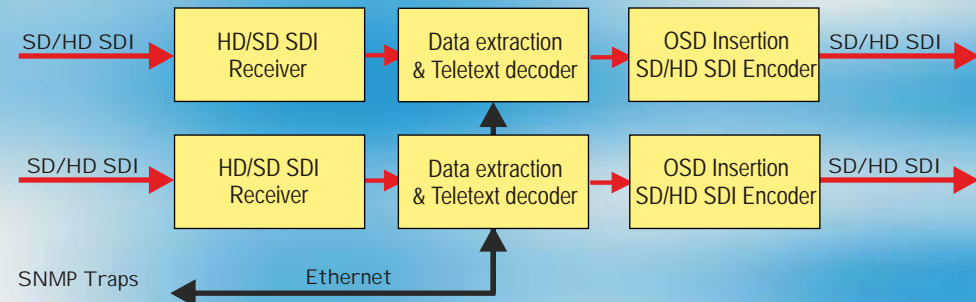 SD/HD SDI
HD/SD SDI
Receiver
Data extraction
& Teletext decoder
OSD Insertion
SD/HD SDI Encoder
SD/HD SDI
SD/HD SDI
HD/SD SDI
Receiver
Data extraction
& Teletext decoder
OSD Insertion
SD/HD SDI Encoder
SD/HD SDI
SNMP Traps
Ethernet